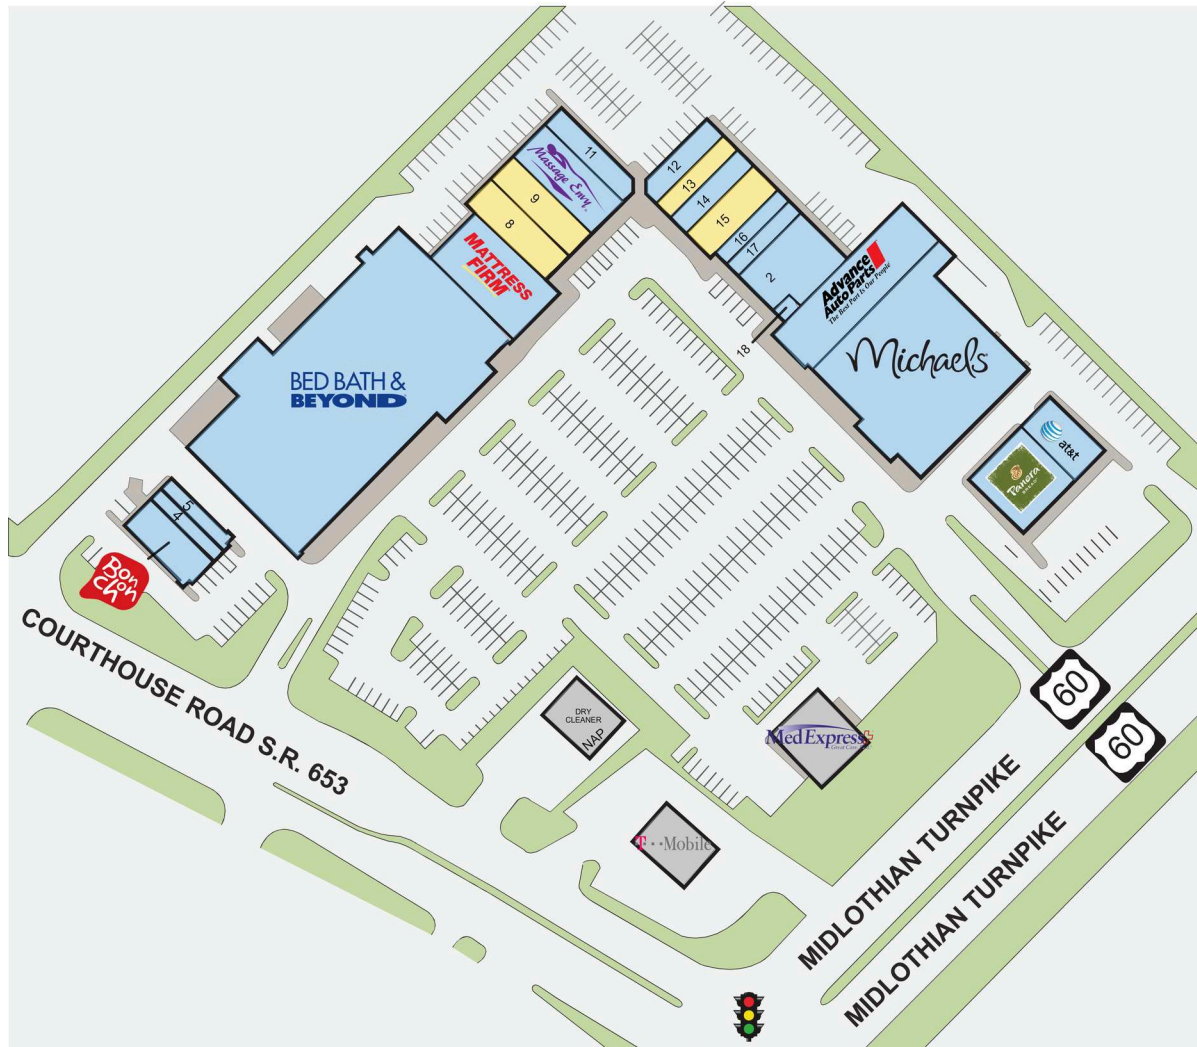 11
Massage Envy
9
8
MATTRESS
FIRM
12
13
14
15
16
17
2
18
Advance
Auto Parts
The Best Part Is Our People
Michaels
BED BATH &
BEYOND
at&t
Panera
BREAD
5
4
Bon
Chon
COURTHOUSE ROAD S.R. 653
60
60
DRY
CLEANER
NAP
MedExpress
T··Mobile
MIDLOTHIAN TURNPIKE
MIDLOTHIAN TURNPIKE